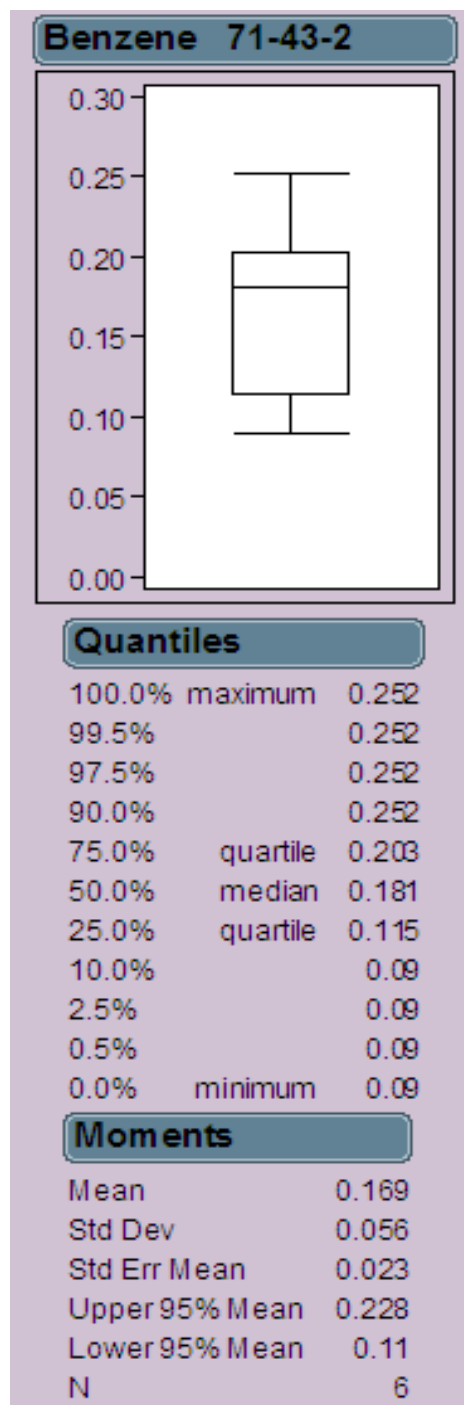 Benzene 71-43-2
0.30
0.25
0.20
0.15
0.10
0.05
0.00
Quantiles
100.0% maximum 0.252
99.5% 0.252
97.5% 0.252
90.0% 0.252
75.0% quartile 0.203
50.0% median 0.181
25.0% quartile 0.115
10.0% 0.09
2.5% 0.09
0.5% 0.09
0.0% minimum 0.09
Moments
Mean 0.169
Std Dev 0.056
Std Err Mean 0.023
Upper 95% Mean 0.228
Lower 95% Mean 0.11
N 6